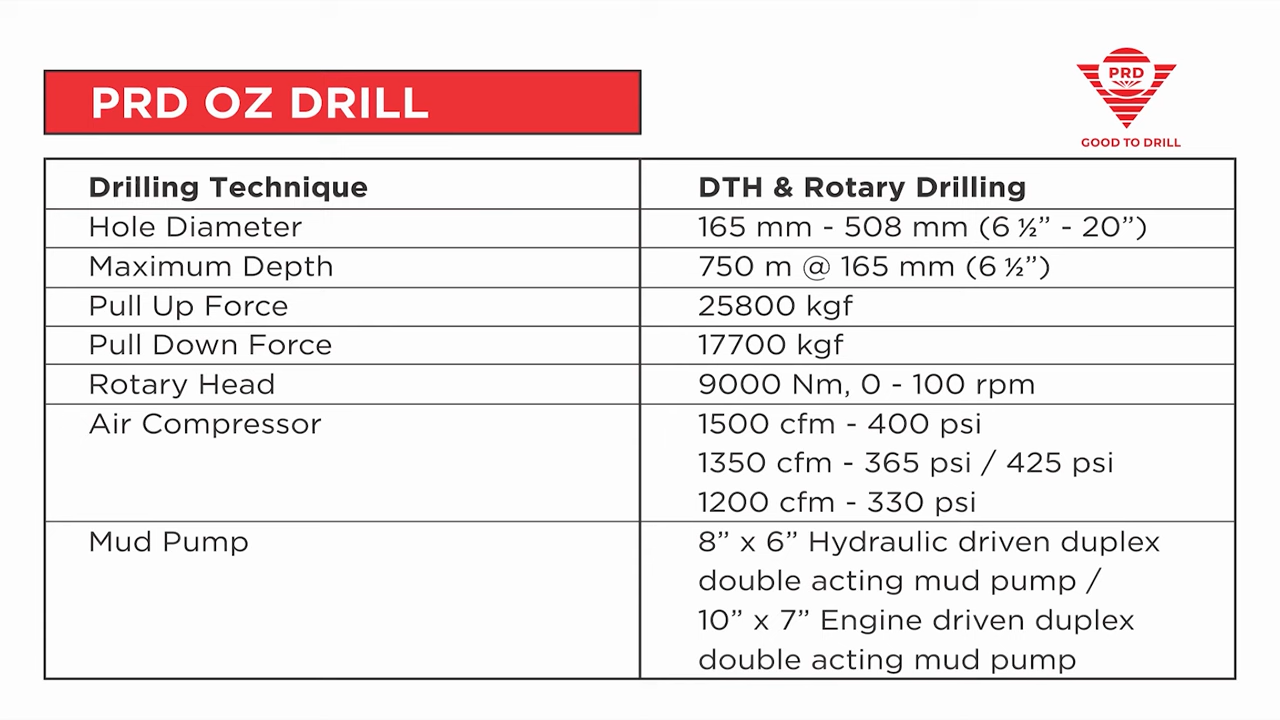 PRD
GOOD TO DRILL
PRD OZ DRILL
Drilling Technique DTH & Rotary Drilling
Hole Diameter 165 mm - 508 mm (6 ½” - 20”)
Maximum Depth 750 m @ 165 mm (6 ½”)
Pull Up Force 25800 kgf
Pull Down Force 17700 kgf
Rotary Head 9000 Nm, 0 - 100 rpm
Air Compressor 1500 cfm - 400 psi
1350 cfm - 365 psi / 425 psi
1200 cfm - 330 psi
Mud Pump 8” x 6” Hydraulic driven duplex
double acting mud pump /
10” x 7” Engine driven duplex
double acting mud pump